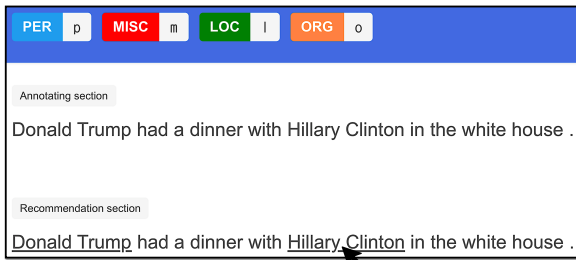 PER p MISC m LOC l ORG o
Annotating section
Donald Trump had a dinner with Hillary Clinton in the white house .
Recommendation section
Donald Trump had a dinner with Hillary Clinton in the white house .